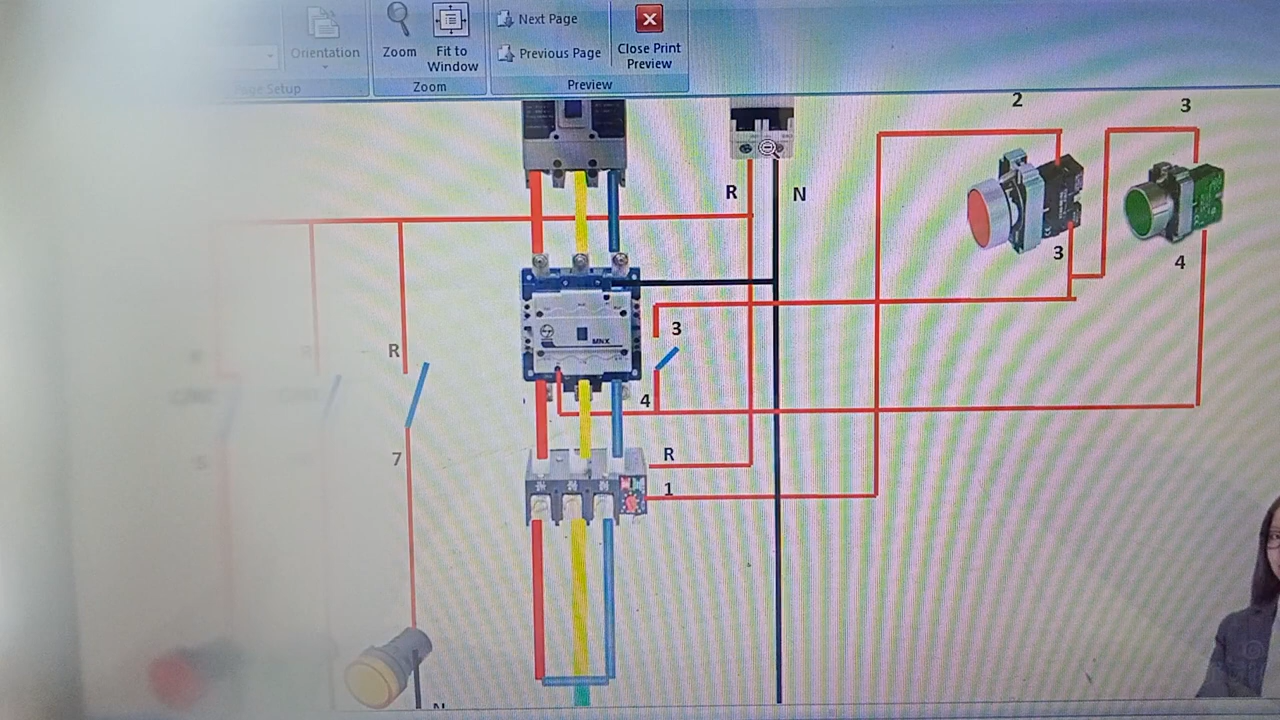 Orientation
Zoom
Fit to
Window
Next Page
Previous Page
Close Print
Preview
Page Setup
Zoom
Preview
2
3
R
N
3
4
3
R
4
7
R
1
MNX
N